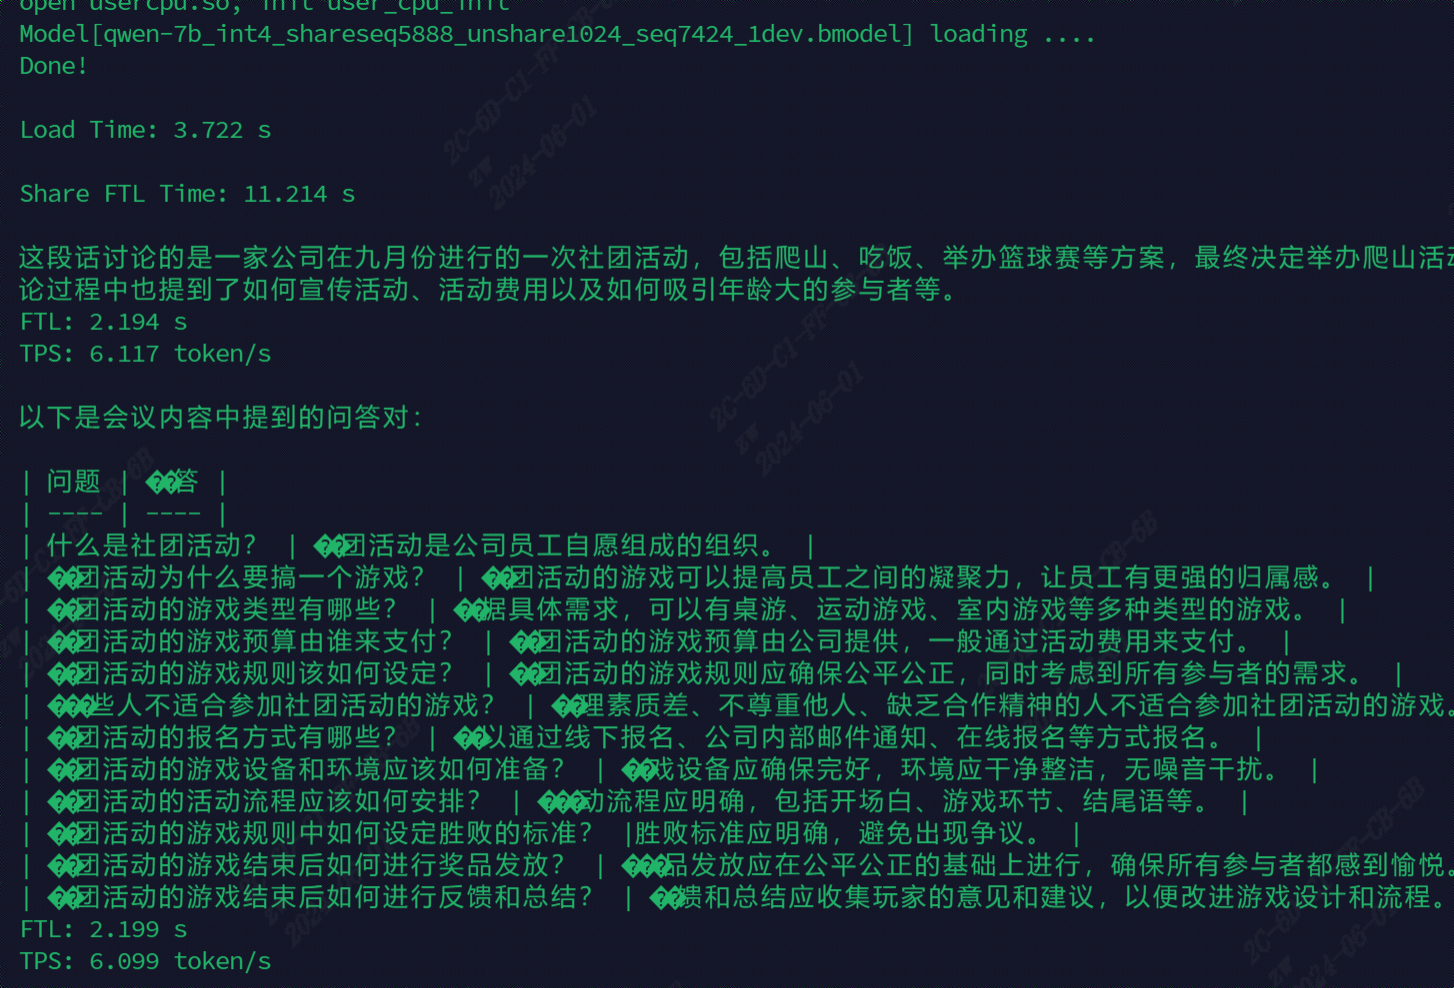 open usercpu.so, init user_cpu_init
Model[qwen-7b_int4_shareseq5888_unshare1024_seq7424_1dev.bmodel] loading ....
Done!
Load Time: 3.722 s
Share FTL Time: 11.214 s
这段话讨论的是一家公司在九月份进行的一次社团活动，包括爬山、吃饭、举办篮球赛等方案，最终决定举办爬山活
论过程中也提到了如何宣传活动、活动费用以及如何吸引年龄大的参与者等。
FTL: 2.194 s
TPS: 6.117 token/s
以下是会议内容中提到的问答对：
| 问题 | ��答 |
| ---- | ---- |
| 什么是社团活动？ | ��团活动是公司员工自愿组成的组织。 |
| ��团活动为什么要搞一个游戏？ | ��团活动的游戏可以提高员工之间的凝聚力，让员工有更强的归属感。 |
| ��团活动的游戏类型有哪些？ | ��据具体需求，可以有桌游、运动游戏、室内游戏等多种类型的游戏。 |
| ��团活动的游戏预算由谁来支付？ | ��团活动的游戏预算由公司提供，一般通过活动费用来支付。 |
| ��团活动的游戏规则该如何设定？ | ��团活动的游戏规则应确保公平公正，同时考虑到所有参与者的需求。 |
| ���些人不适合参加社团活动的游戏？ | ��理素质差、不尊重他人、缺乏合作精神的人不适合参加社团活动的游戏。
| ��团活动的报名方式有哪些？ | ��以通过线下报名、公司内部邮件通知、在线报名等方式报名。 |
| ��团活动的游戏设备和环境应该如何准备？ | ��戏设备应确保完好，环境应干净整洁，无噪音干扰。 |
| ��团活动的活动流程应该如何安排？ | ���动流程应明确，包括开场白、游戏环节、结尾语等。 |
| ��团活动的游戏规则中如何设定胜败的标准？ |胜败标准应明确，避免出现争议。 |
| ��团活动的游戏结束后如何进行奖品发放？ | ���品发放应在公平公正的基础上进行，确保所有参与者都感到愉悦。
| ��团活动的游戏结束后如何进行反馈和总结？ | ��馈和总结应收集玩家的意见和建议，以便改进游戏设计和流程。
FTL: 2.199 s
TPS: 6.099 token/s